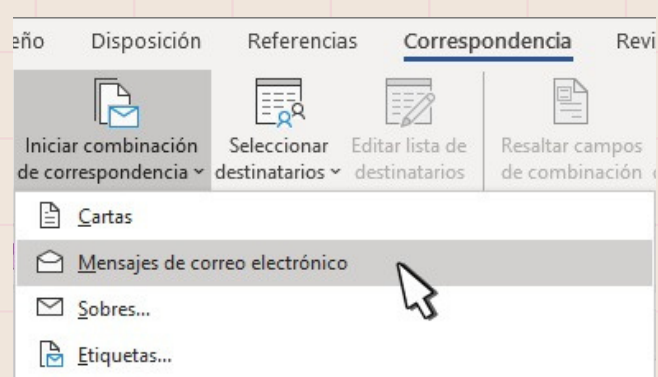 eño Disposición Referencias Correspondencia Revi
Iniciar combinación Seleccionar Editar lista de Resaltar campos
de correspondencia destinatarios destinatarios de combinación
Cartas
Mensajes de correo electrónico
Sobres...
Etiquetas...